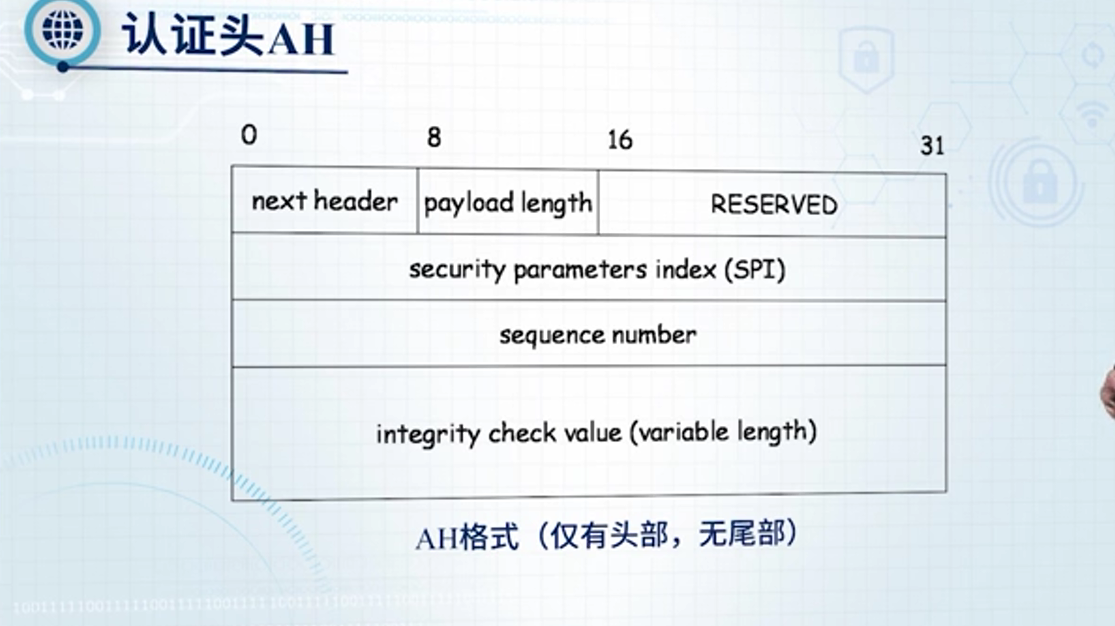 认证头AH
0 8 16 31
next header payload length RESERVED
security parameters index (SPI)
sequence number
integrity check value (variable length)
AH格式（仅有头部，无尾部）